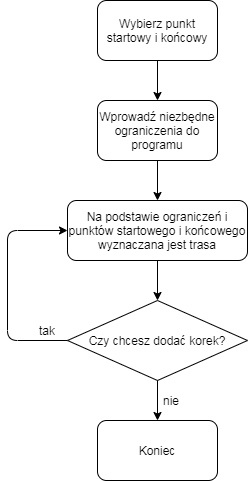 Wybierz punkt
startowy i końcowy
Wprowadź niezbędne
ograniczenia do
programu
Na podstawie ograniczeń i
punktów startowego i końcowego
wyznaczana jest trasa
tak
Czy chcesz dodać korek?
nie
Koniec